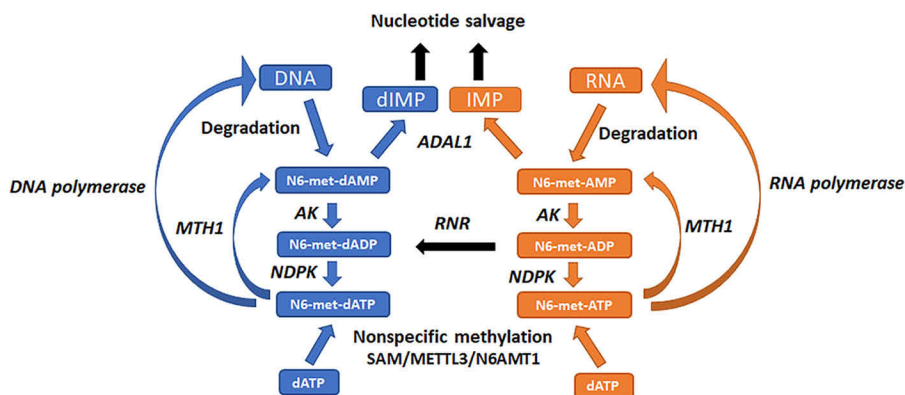 Nucleotide salvage
DNA
dIMP
IMP
RNA
Degradation
ADAL1
Degradation
DNA polymerase
N6-met-dAMP
N6-met-AMP
RNA polymerase
MTH1
AK
RNR
AK
MTH1
N6-met-dADP
N6-met-ADP
NDPK
NDPK
N6-met-dATP
N6-met-ATP
Nonspecific methylation
SAM/METTL3/N6AMT1
dATP
dATP